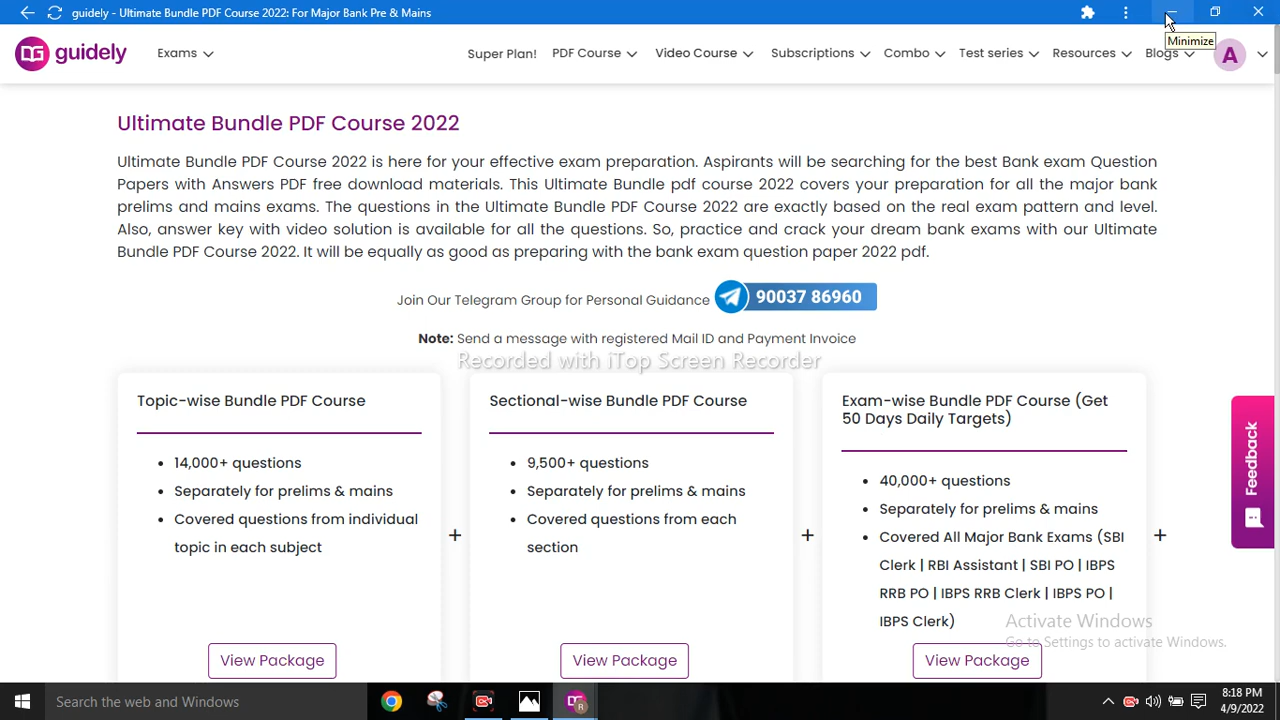 guidely - Ultimate Bundle PDF Course 2022: For Major Bank Pre & Mains
Minimize
guidely
Exams
Super Plan!
PDF Course
Video Course
Subscriptions
Combo
Test series
Resources
Blogs
A
Ultimate Bundle PDF Course 2022
Ultimate Bundle PDF Course 2022 is here for your effective exam preparation. Aspirants will be searching for the best Bank exam Question
Papers with Answers PDF free download materials. This Ultimate Bundle pdf course 2022 covers your preparation for all the major bank
prelims and mains exams. The questions in the Ultimate Bundle PDF Course 2022 are exactly based on the real exam pattern and level.
Also, answer key with video solution is available for all the questions. So, practice and crack your dream bank exams with our Ultimate
Bundle PDF Course 2022. It will be equally as good as preparing with the bank exam question paper 2022 pdf.
Join Our Telegram Group for Personal Guidance 90037 86960
Note: Send a message with registered Mail ID and Payment Invoice
Recorded with iTop Screen Recorder
Topic-wise Bundle PDF Course
• 14,000+ questions
• Separately for prelims & mains
• Covered questions from individual
topic in each subject
View Package
+
Sectional-wise Bundle PDF Course
• 9,500+ questions
• Separately for prelims & mains
• Covered questions from each
section
View Package
+
Exam-wise Bundle PDF Course (Get
50 Days Daily Targets)
• 40,000+ questions
• Separately for prelims & mains
• Covered All Major Bank Exams (SBI
Clerk | RBI Assistant | SBI PO | IBPS
RRB PO | IBPS RRB Clerk | IBPS PO |
IBPS Clerk)
View Package
+
Feedback
Activate Windows
Go to Settings to activate Windows.
Search the web and Windows
8:18 PM
4/9/2022